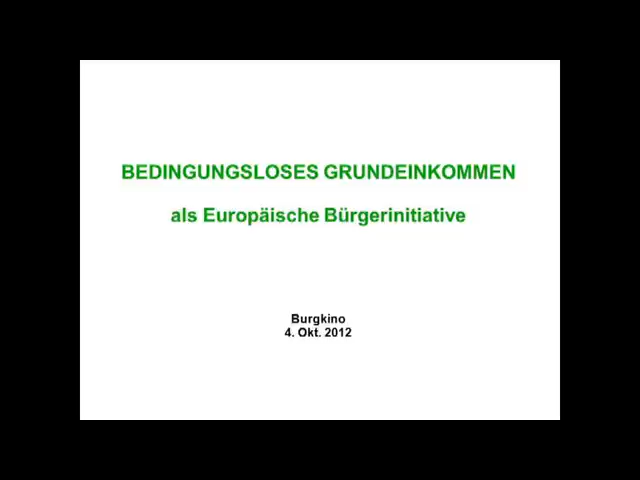 BEDINGUNGSLOSES GRUNDEINKOMMEN
als Europäische Bürgerinitiative
Burgkino
4. Okt. 2012